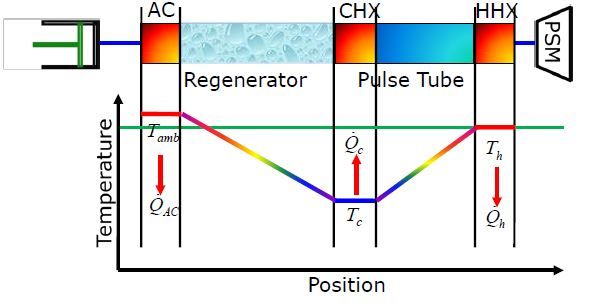 AC
CHX
HHX
PSM
Regenerator
Pulse Tube
Temperature
T_amb
Q̇_AC
Q̇_c
T_c
T_h
Q̇_h
Position